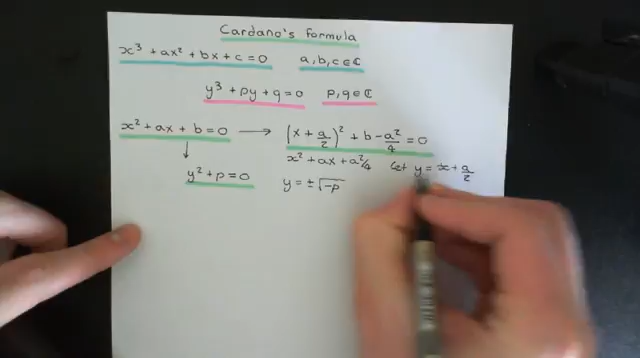 Cardano's formula
x³ + ax² + bx + c = 0 a, b, c ∈ ℂ
y³ + py + q = 0 p, q ∈ ℂ
x² + ax + b = 0 → (x + a/2)² + b - a²/4 = 0
x² + ax + a²/4 Let y = x + a/2
y² + p = 0 y = ±√-p